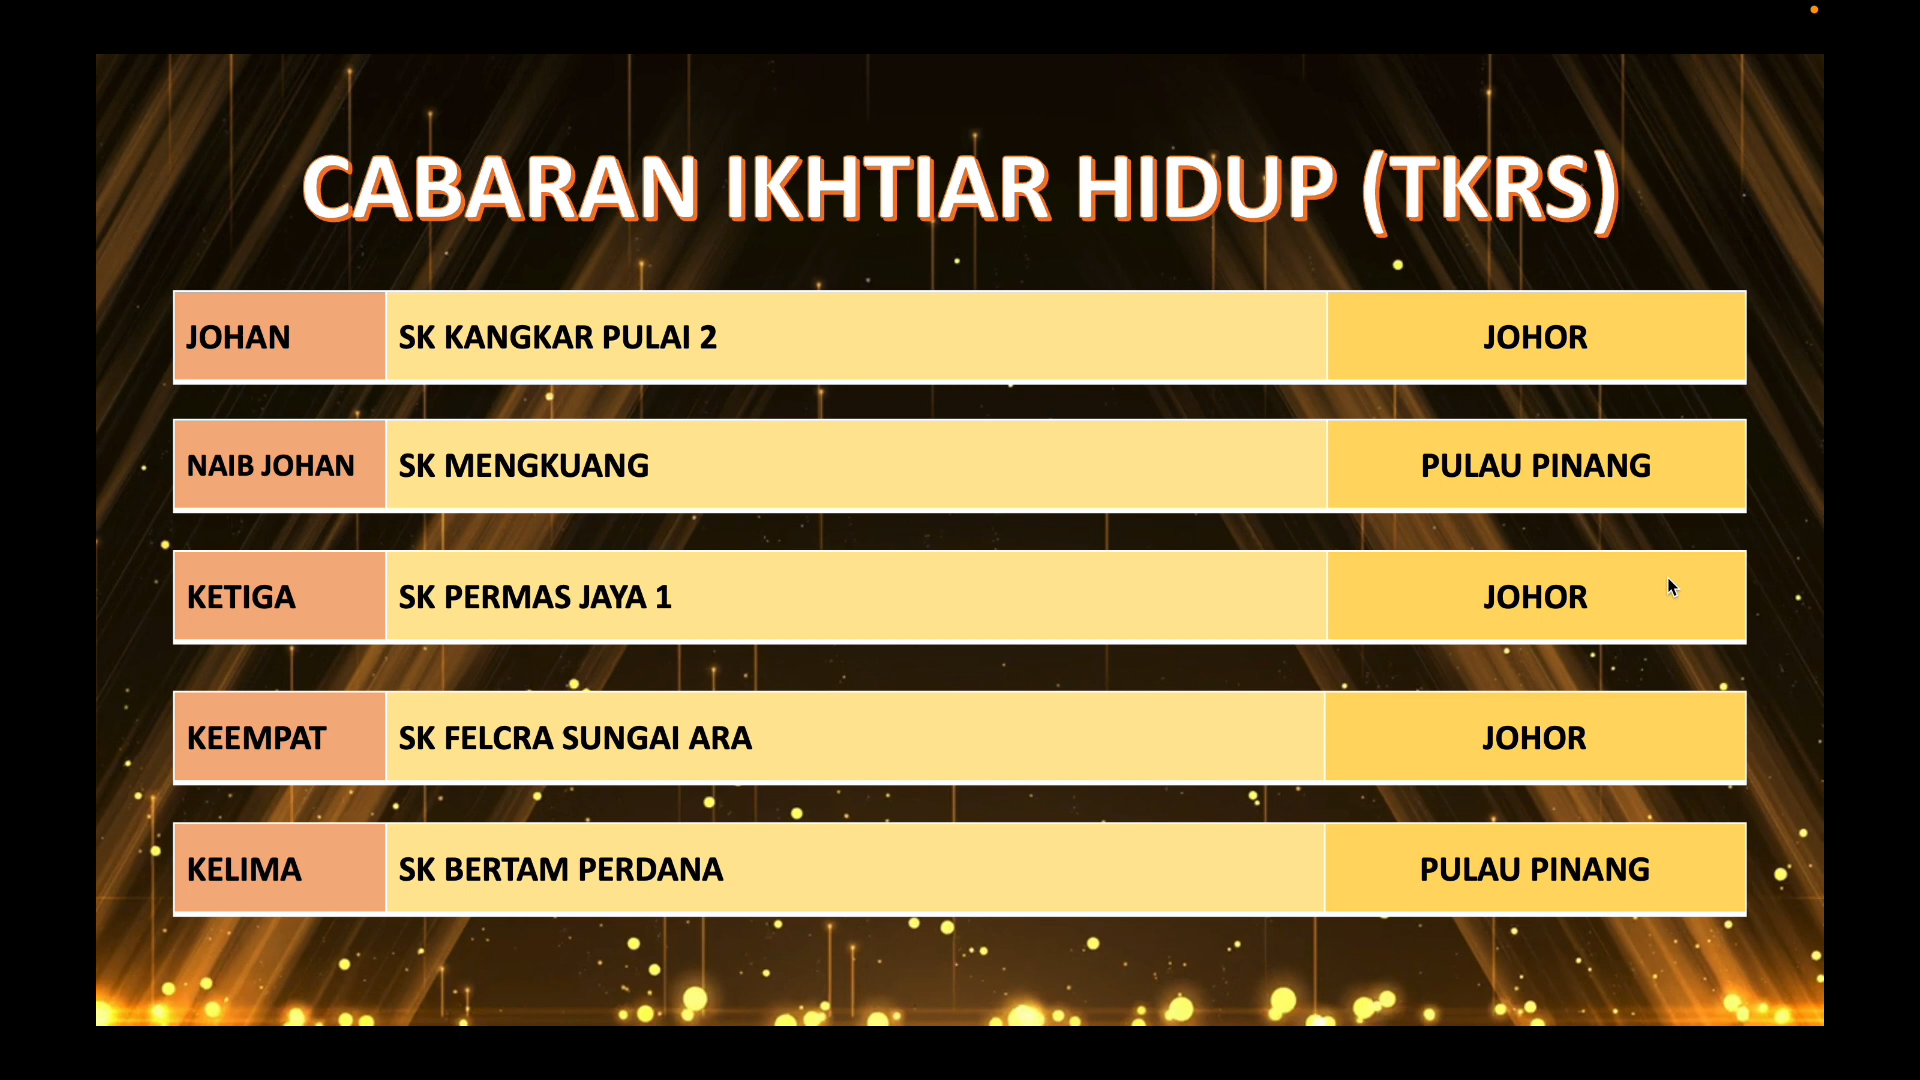 CABARAN IKHTIAR HIDUP (TKRS)
JOHAN SK KANGKAR PULAI 2 JOHOR
NAIB JOHAN SK MENGKUANG PULAU PINANG
KETIGA SK PERMAS JAYA 1 JOHOR
KEEMPAT SK FELCRA SUNGAI ARA JOHOR
KELIMA SK BERTAM PERDANA PULAU PINANG